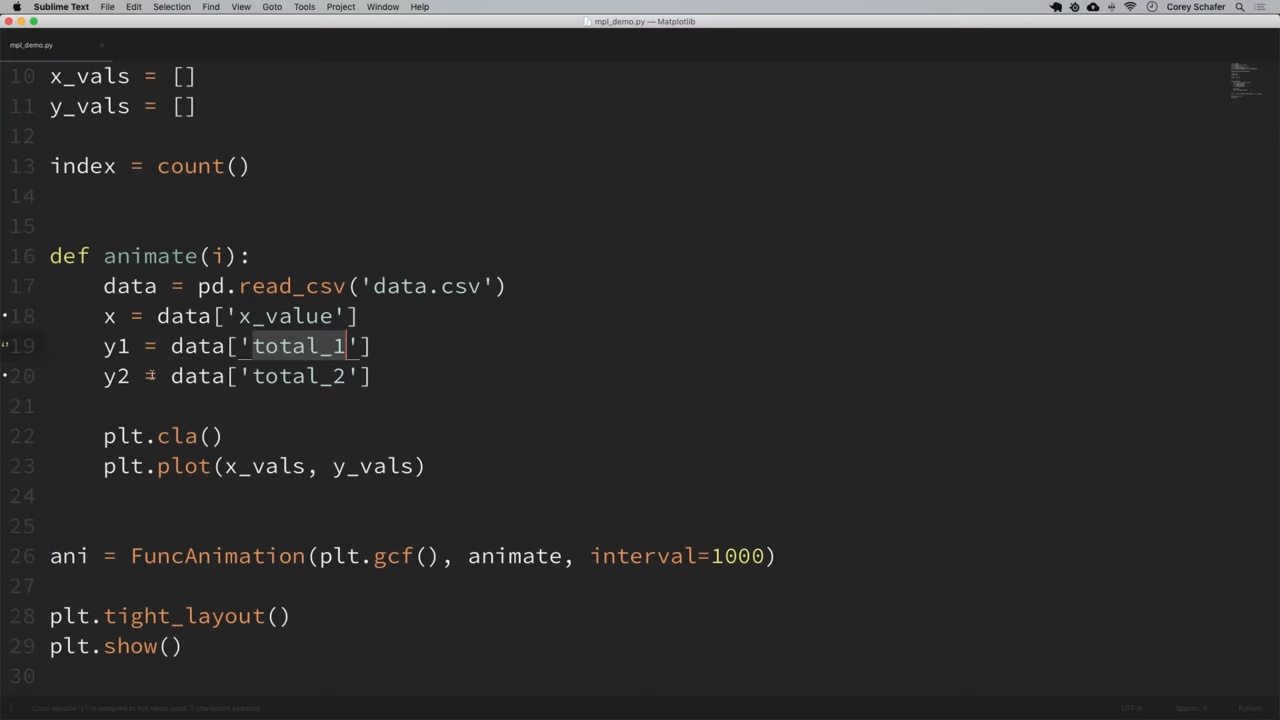 Sublime Text File Edit Selection Find View Goto Tools Project Window Help Corey Schafer
mpl_demo.py — Matplotlib
mpl_demo.py
10 x_vals = []
11 y_vals = []
12
13 index = count()
14
15
16 def animate(i):
17 data = pd.read_csv('data.csv')
18 x = data['x_value']
19 y1 = data['total_1']
20 y2 = data['total_2']
21
22 plt.cla()
23 plt.plot(x_vals, y_vals)
24
25
26 ani = FuncAnimation(plt.gcf(), animate, interval=1000)
27
28 plt.tight_layout()
29 plt.show()
30
UTF-8 Python